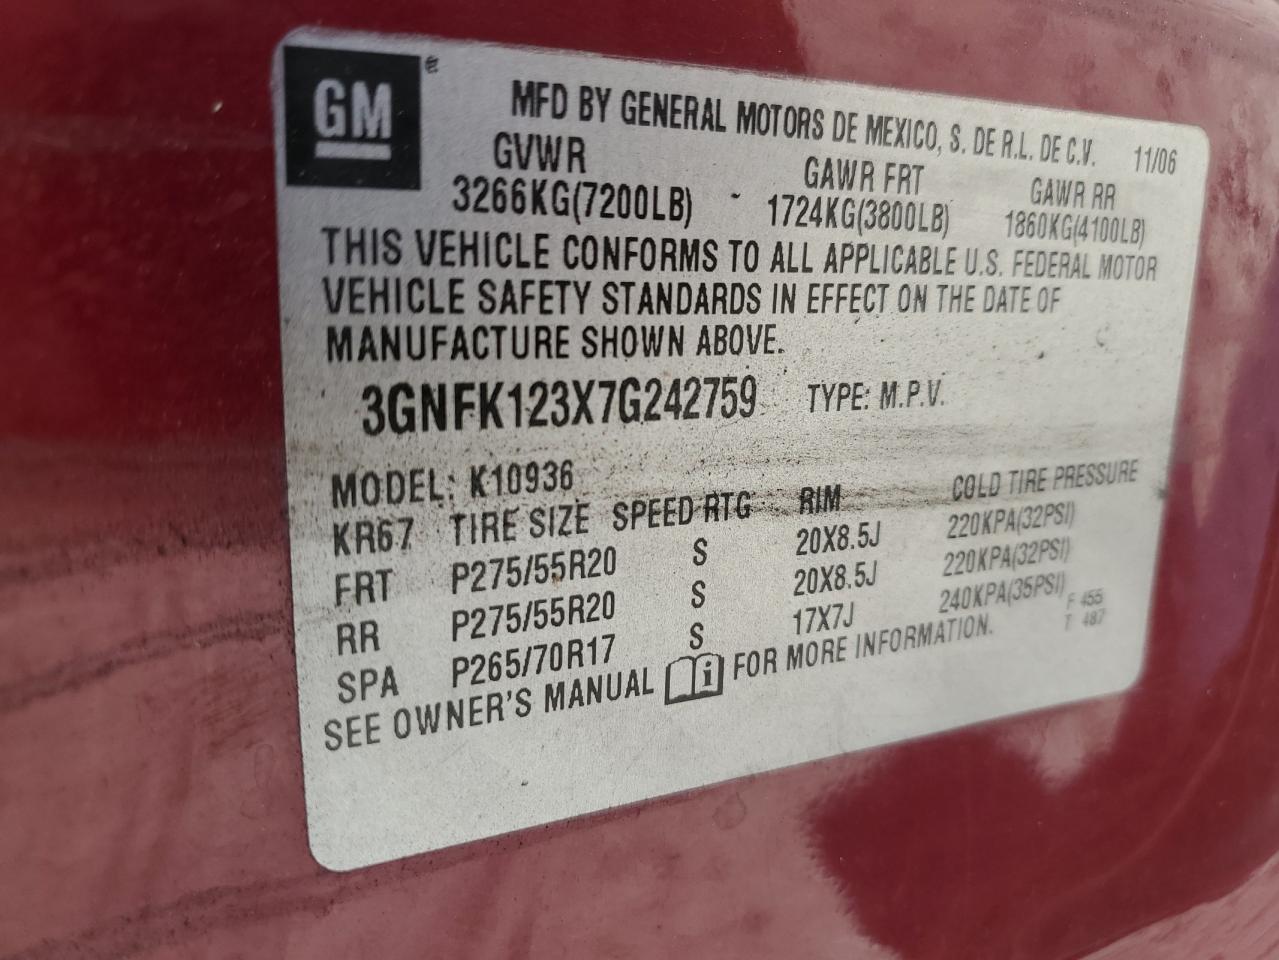 GM
MFD BY GENERAL MOTORS DE MEXICO, S. DE R.L. DE C.V. 11/06
GVWR GAWR FRT GAWR RR
3266KG(7200LB) 1724KG(3800LB) 1860KG(4100LB)
THIS VEHICLE CONFORMS TO ALL APPLICABLE U.S. FEDERAL MOTOR
VEHICLE SAFETY STANDARDS IN EFFECT ON THE DATE OF
MANUFACTURE SHOWN ABOVE.
3GNFK123X7G242759 TYPE: M.P.V.
MODEL: K10936
KR67 TIRE SIZE SPEED RTG RIM COLD TIRE PRESSURE
FRT P275/55R20 S 20X8.5J 220KPA(32PSI)
RR P275/55R20 S 20X8.5J 220KPA(32PSI)
SPA P265/70R17 S 17X7J 240KPA(35PSI)
SEE OWNER'S MANUAL i FOR MORE INFORMATION.
F 455
T 487